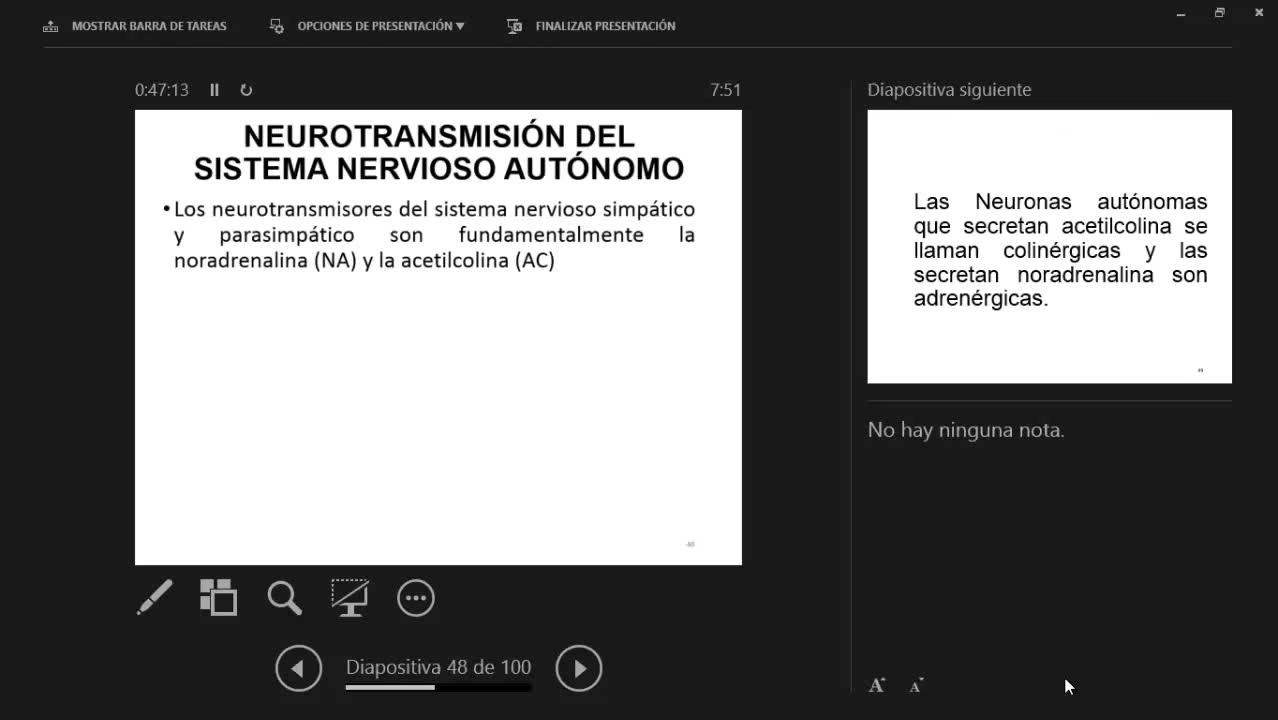 MOSTRAR BARRA DE TAREAS
OPCIONES DE PRESENTACIÓN
FINALIZAR PRESENTACIÓN
0:47:13
7:51
NEUROTRANSMISIÓN DEL
SISTEMA NERVIOSO AUTÓNOMO
• Los neurotransmisores del sistema nervioso simpático
y parasimpático son fundamentalmente la
noradrenalina (NA) y la acetilcolina (AC)
Diapositiva 48 de 100
Diapositiva siguiente
Las Neuronas autónomas
que secretan acetilcolina se
llaman colinérgicas y las
secretan noradrenalina son
adrenérgicas.
No hay ninguna nota.
A A